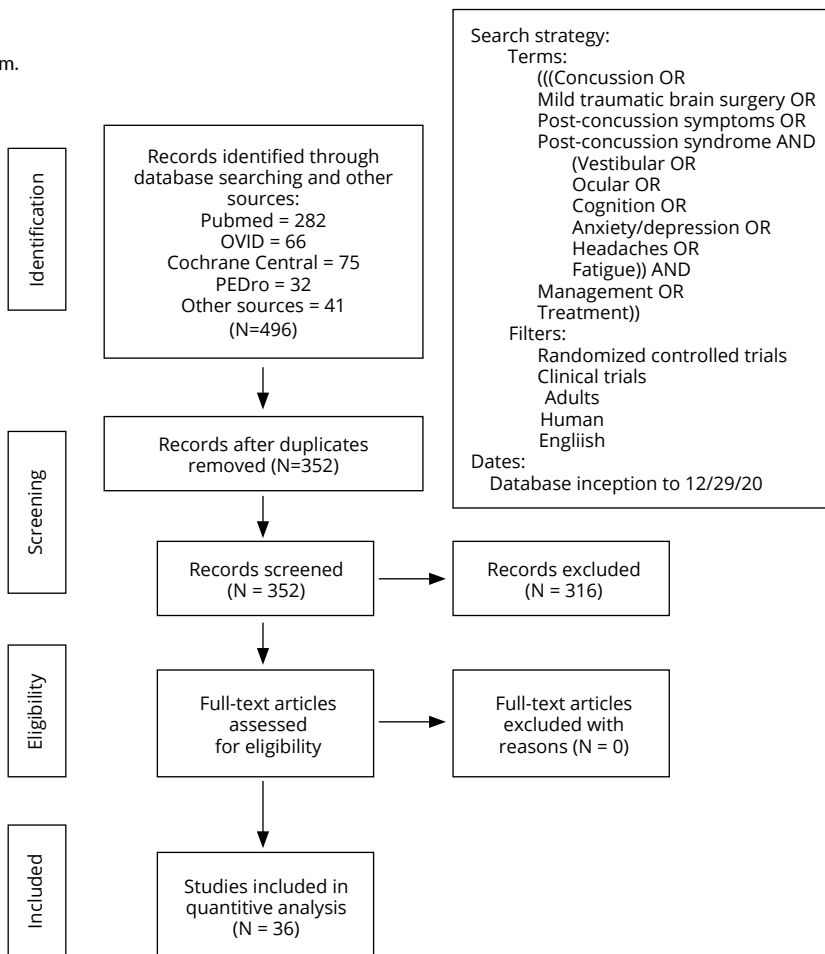 m.
Search strategy:
Terms:
(((Concussion OR
Mild traumatic brain surgery OR
Post-concussion symptoms OR
Post-concussion syndrome AND
(Vestibular OR
Ocular OR
Cognition OR
Anxiety/depression OR
Headaches OR
Fatigue)) AND
Management OR
Treatment))
Filters:
Randomized controlled trials
Clinical trials
Adults
Human
Engliish
Dates:
Database inception to 12/29/20
Identification
Records identified through
database searching and other
sources:
Pubmed = 282
OVID = 66
Cochrane Central = 75
PEDro = 32
Other sources = 41
(N=496)
Screening
Records after duplicates
removed (N=352)
Records screened
(N = 352)
Records excluded
(N = 316)
Eligibility
Full-text articles
assessed
for eligibility
Full-text articles
excluded with
reasons (N = 0)
Included
Studies included in
quantitive analysis
(N = 36)